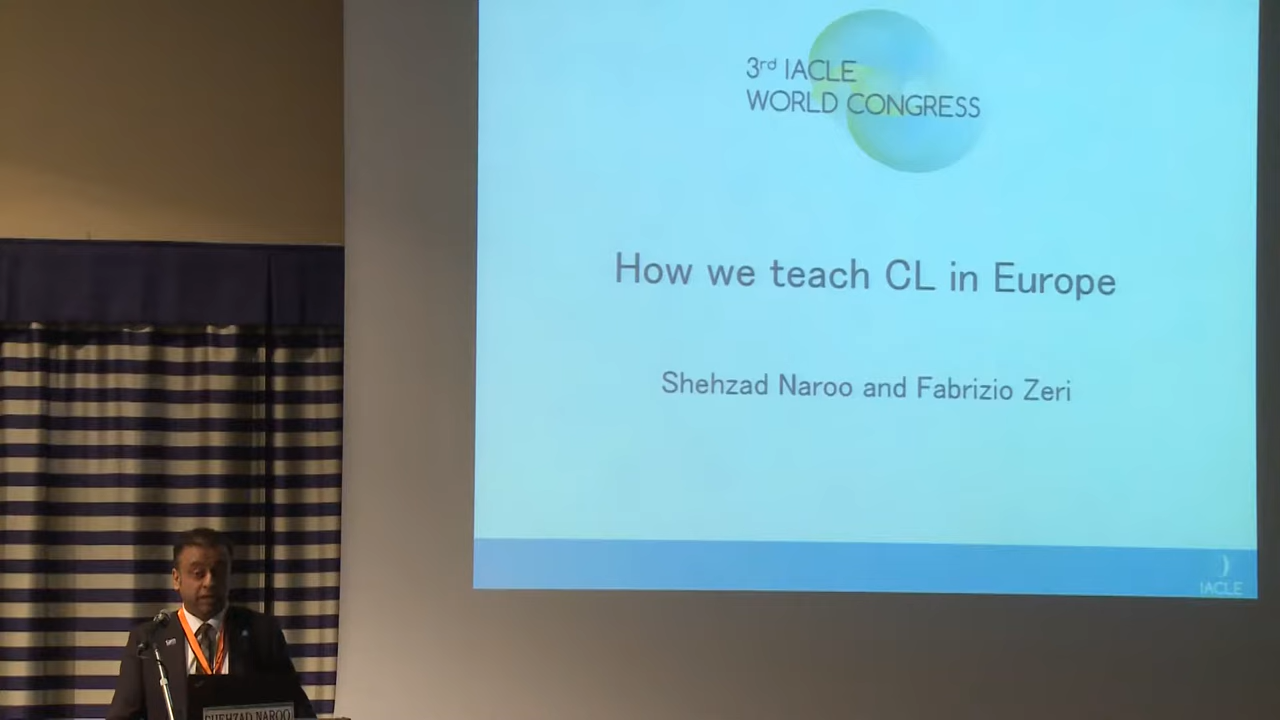 3rd IACLE
WORLD CONGRESS
How we teach CL in Europe
Shehzad Naroo and Fabrizio Zeri
IACLE
SHEHZAD NAROO